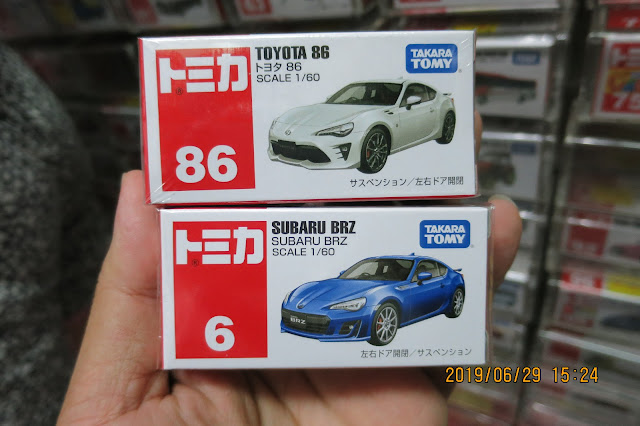 トミカ
86
TOYOTA 86
トヨタ 86
SCALE 1/60
TAKARA
TOMY
サスペンション/左右ドア開閉
トミカ
6
SUBARU BRZ
SUBARU BRZ
SCALE 1/60
TAKARA
TOMY
BRZ
左右ドア開閉/サスペンション
2019/06/29 15:24